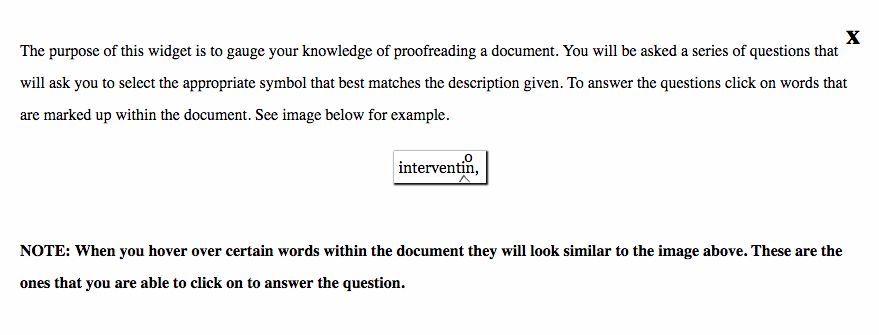 X
The purpose of this widget is to gauge your knowledge of proofreading a document. You will be asked a series of questions that
will ask you to select the appropriate symbol that best matches the description given. To answer the questions click on words that
are marked up within the document. See image below for example.
o
interventin,
NOTE: When you hover over certain words within the document they will look similar to the image above. These are the
ones that you are able to click on to answer the question.